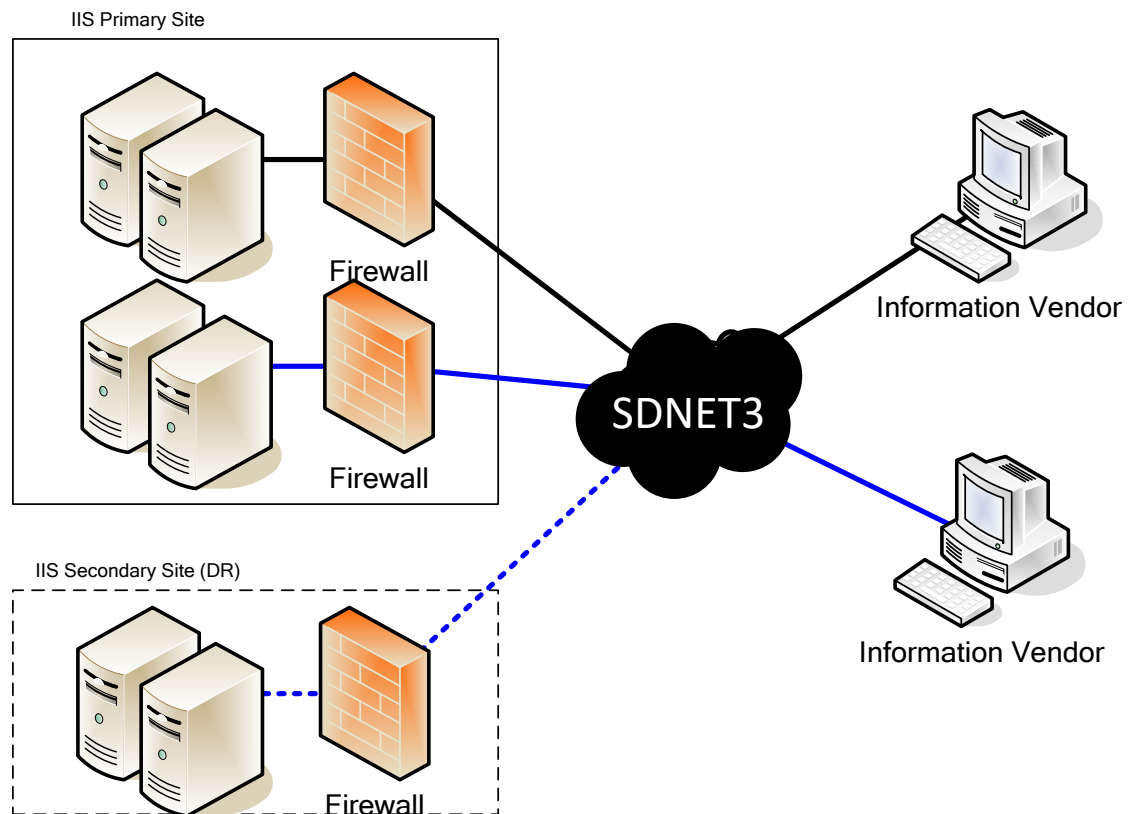 IIS Primary Site
Firewall
Information Vendor
SDNET3
Firewall
IIS Secondary Site (DR)
Information Vendor
Firewall